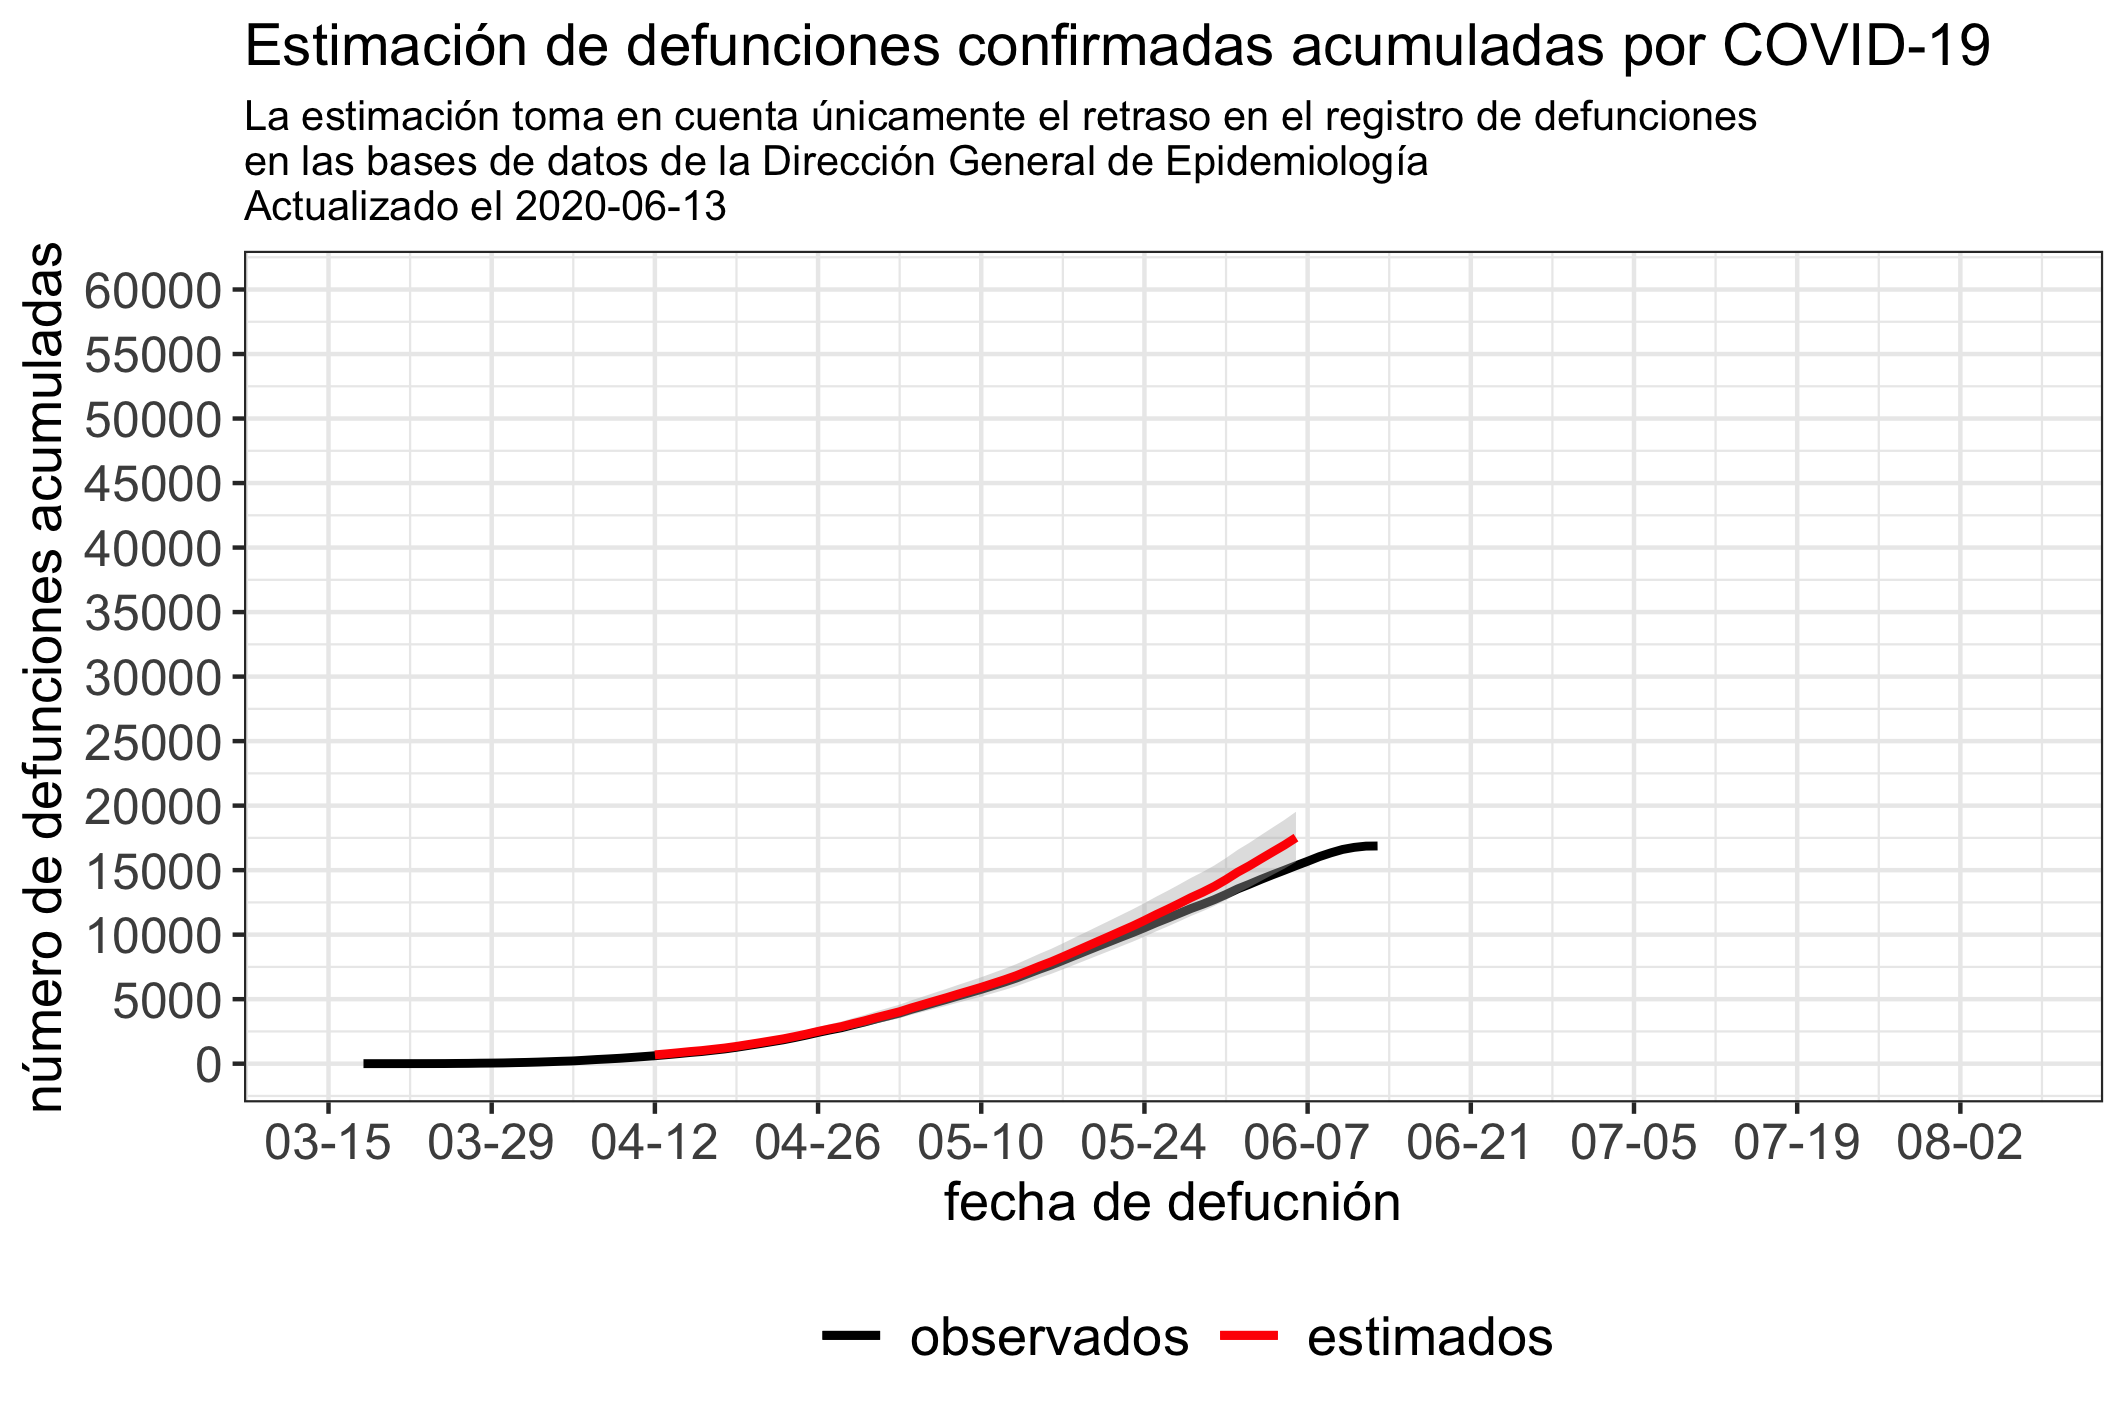 Estimación de defunciones confirmadas acumuladas por COVID-19
La estimación toma en cuenta únicamente el retraso en el registro de defunciones
en las bases de datos de la Dirección General de Epidemiología
Actualizado el 2020-06-13
número de defunciones acumuladas
60000
55000
50000
45000
40000
35000
30000
25000
20000
15000
10000
5000
0
03-15 03-29 04-12 04-26 05-10 05-24 06-07 06-21 07-05 07-19 08-02
fecha de defucnión
observados estimados